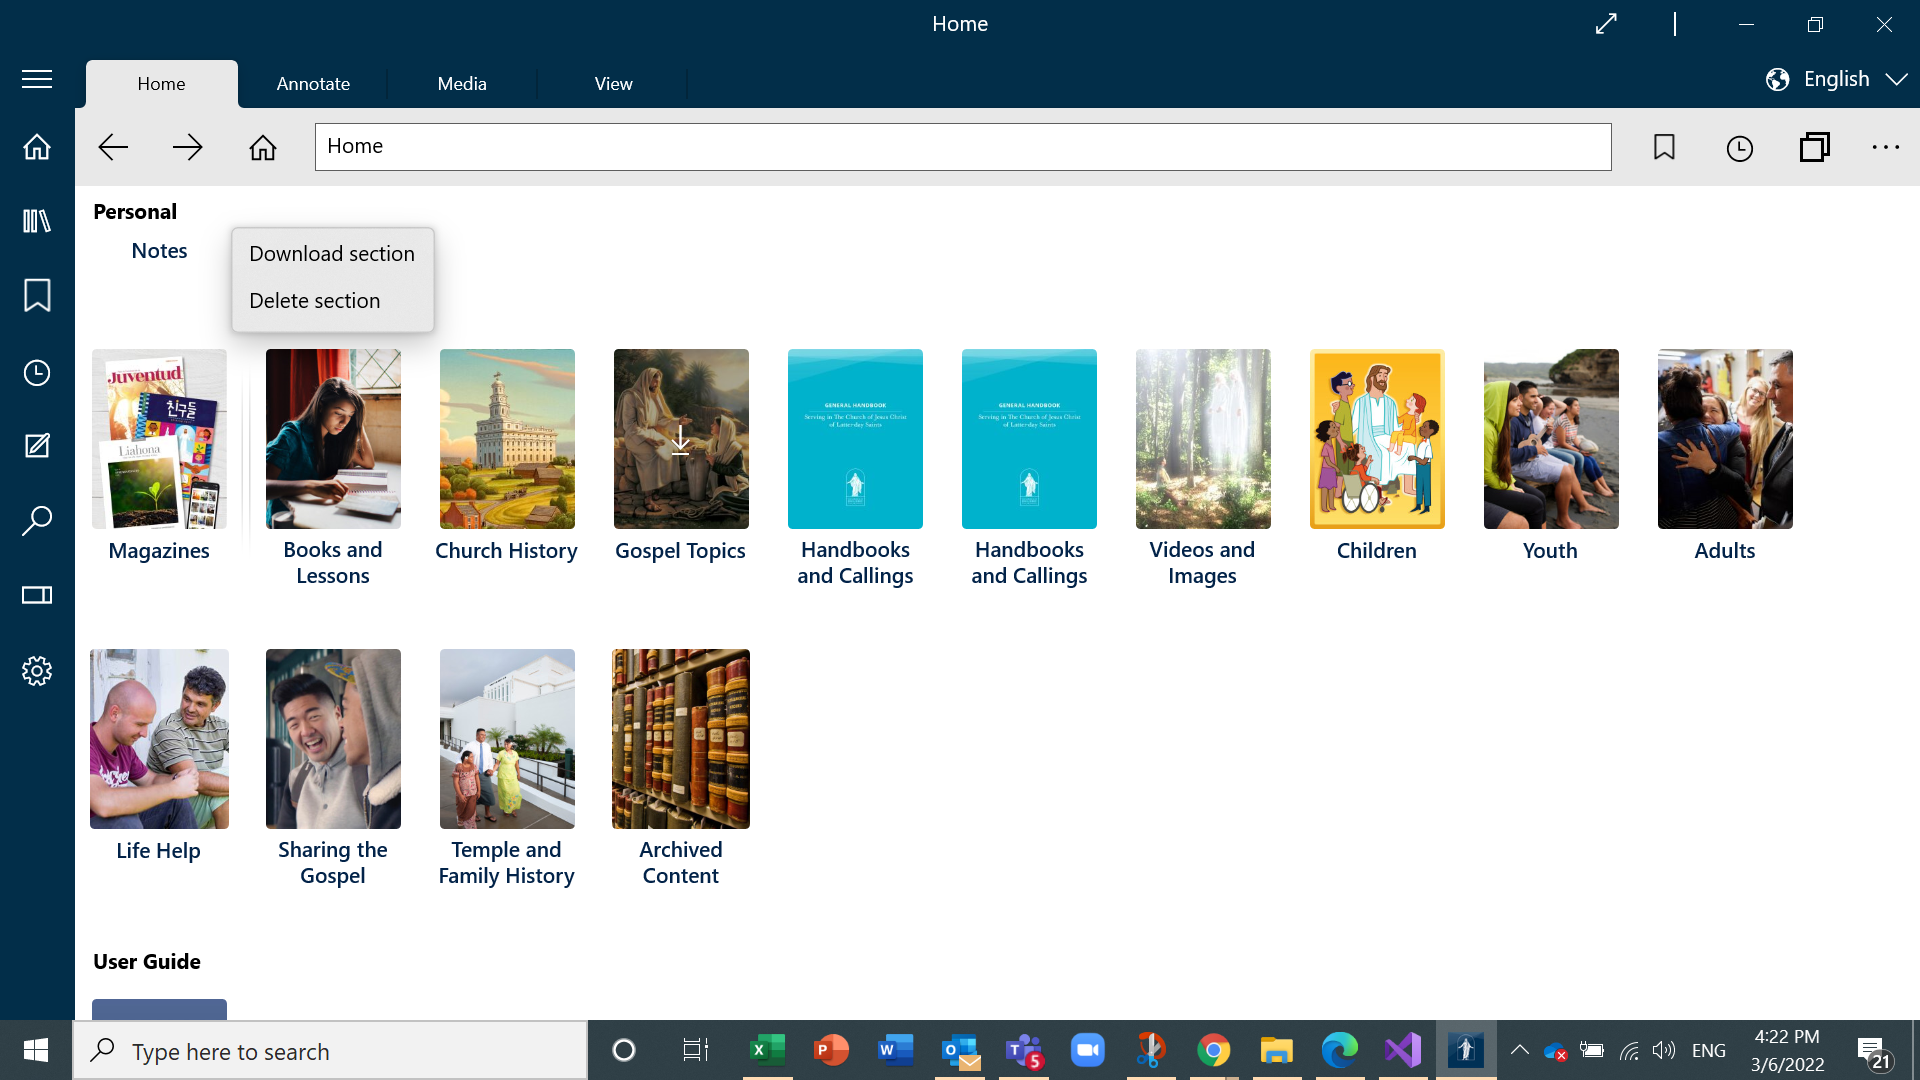 Home
Home
Annotate
Media
View
English
Home
Personal
Notes
Download section
Delete section
Juventud
친구들
Liahona
GENERAL HANDBOOK
Serving in The Church of Jesus Christ
of Latter-day Saints
GENERAL HANDBOOK
Serving in The Church of Jesus Christ
of Latter-day Saints
Magazines
Books and
Lessons
Church History
Gospel Topics
Handbooks
and Callings
Handbooks
and Callings
Videos and
Images
Children
Youth
Adults
Life Help
Sharing the
Gospel
Temple and
Family History
Archived
Content
User Guide
Type here to search
5
ENG
4:22 PM
3/6/2022
21